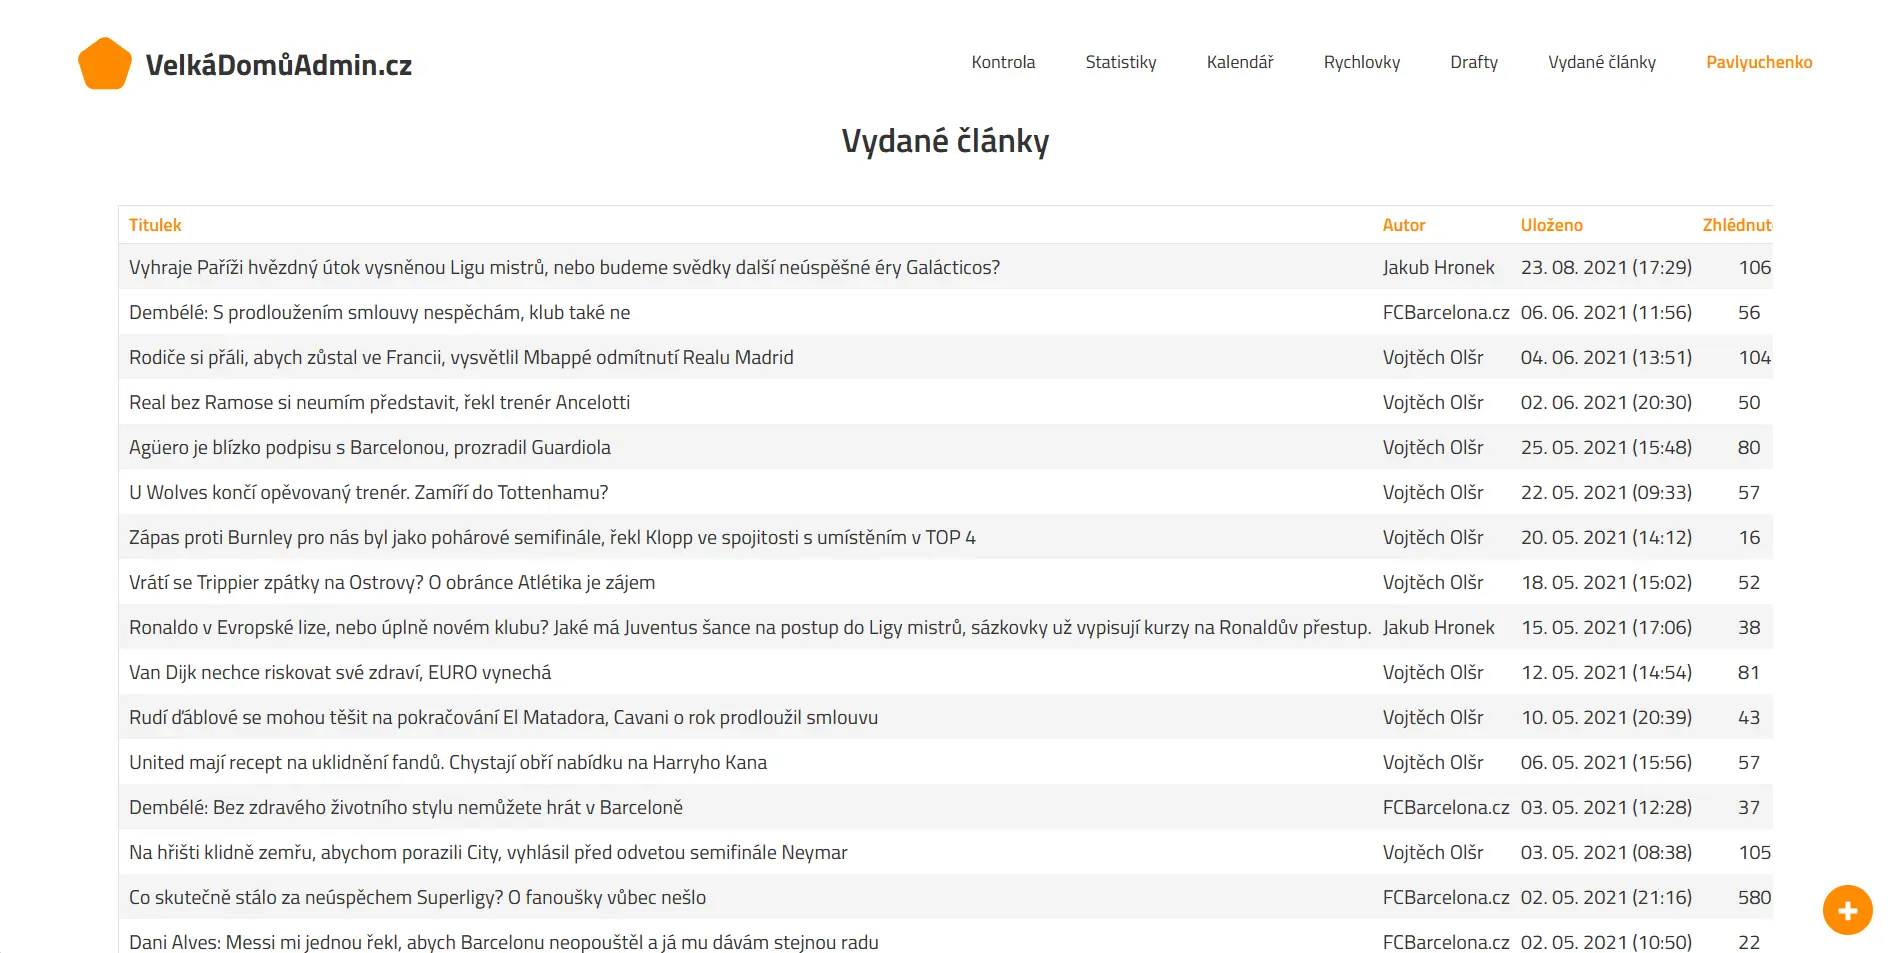 VelkáDomůAdmin.cz
Kontrola Statistiky Kalendář Rychlovky Drafty Vydané články Pavlyuchenko
Vydané články
Titulek Autor Uloženo Zhlédnut
Vyhraje Paříži hvězdný útok vysněnou Ligu mistrů, nebo budeme svědky další neúspěšné éry Galácticos? Jakub Hronek 23. 08. 2021 (17:29) 106
Dembélé: S prodloužením smlouvy nespěchám, klub také ne FCBarcelona.cz 06. 06. 2021 (11:56) 56
Rodiče si přáli, abych zůstal ve Francii, vysvětlil Mbappé odmítnutí Realu Madrid Vojtěch Olšr 04. 06. 2021 (13:51) 104
Real bez Ramose si neumím představit, řekl trenér Ancelotti Vojtěch Olšr 02. 06. 2021 (20:30) 50
Agüero je blízko podpisu s Barcelonou, prozradil Guardiola Vojtěch Olšr 25. 05. 2021 (15:48) 80
U Wolves končí opěvovaný trenér. Zamíří do Tottenhamu? Vojtěch Olšr 22. 05. 2021 (09:33) 57
Zápas proti Burnley pro nás byl jako pohárové semifinále, řekl Klopp ve spojitosti s umístěním v TOP 4 Vojtěch Olšr 20. 05. 2021 (14:12) 16
Vrátí se Trippier zpátky na Ostrovy? O obránce Atlétika je zájem Vojtěch Olšr 18. 05. 2021 (15:02) 52
Ronaldo v Evropské lize, nebo úplně novém klubu? Jaké má Juventus šance na postup do Ligy mistrů, sázkovky už vypisují kurzy na Ronaldův přestup. Jakub Hronek 15. 05. 2021 (17:06) 38
Van Dijk nechce riskovat své zdraví, EURO vynechá Vojtěch Olšr 12. 05. 2021 (14:54) 81
Rudí ďáblové se mohou těšit na pokračování El Matadora, Cavani o rok prodloužil smlouvu Vojtěch Olšr 10. 05. 2021 (20:39) 43
United mají recept na uklidnění fandů. Chystají obří nabídku na Harryho Kana Vojtěch Olšr 06. 05. 2021 (15:56) 57
Dembélé: Bez zdravého životního stylu nemůžete hrát v Barceloně FCBarcelona.cz 03. 05. 2021 (12:28) 37
Na hřišti klidně zemřu, abychom porazili City, vyhlásil před odvetou semifinále Neymar Vojtěch Olšr 03. 05. 2021 (08:38) 105
Co skutečně stálo za neúspěchem Superligy? O fanoušky vůbec nešlo FCBarcelona.cz 02. 05. 2021 (21:16) 580
Dani Alves: Messi mi jednou řekl, abych Barcelonu neopouštěl a já mu dávám stejnou radu FCBarcelona.cz 02. 05. 2021 (10:50) 22